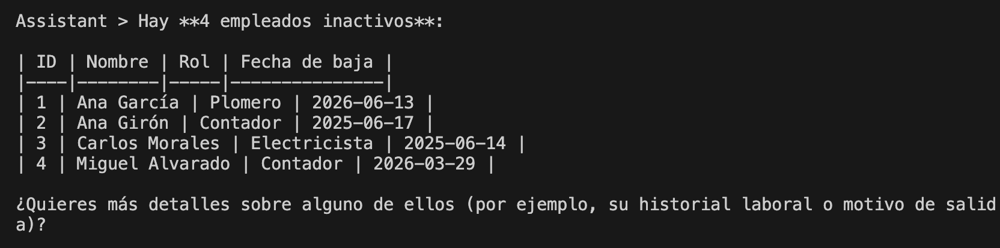 Assistant > Hay **4 empleados inactivos**:
| ID | Nombre | Rol | Fecha de baja |
|----|--------|-----|---------------|
| 1 | Ana García | Plomero | 2026-06-13 |
| 2 | Ana Girón | Contador | 2025-06-17 |
| 3 | Carlos Morales | Electricista | 2025-06-14 |
| 4 | Miguel Alvarado | Contador | 2026-03-29 |
¿Quieres más detalles sobre alguno de ellos (por ejemplo, su historial laboral o motivo de salid
a)?